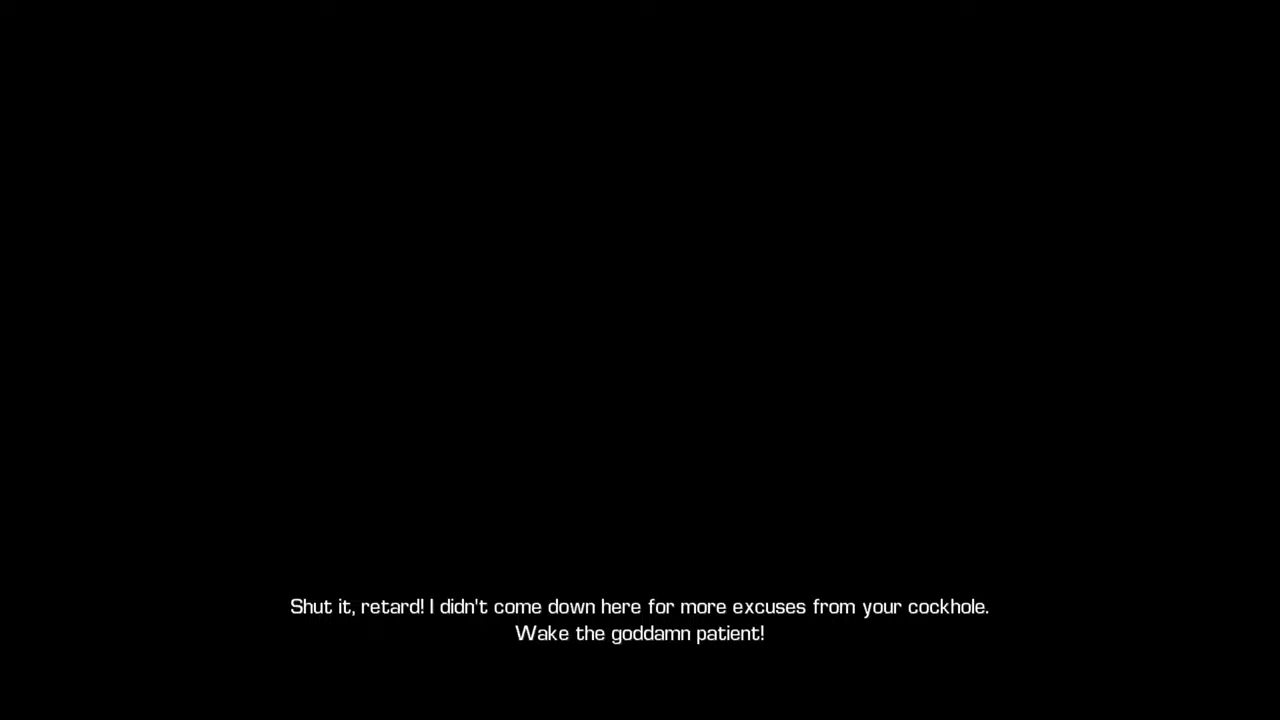 Shut it, retard! I didn't come down here for more excuses from your cockhole.
Wake the goddamn patient!